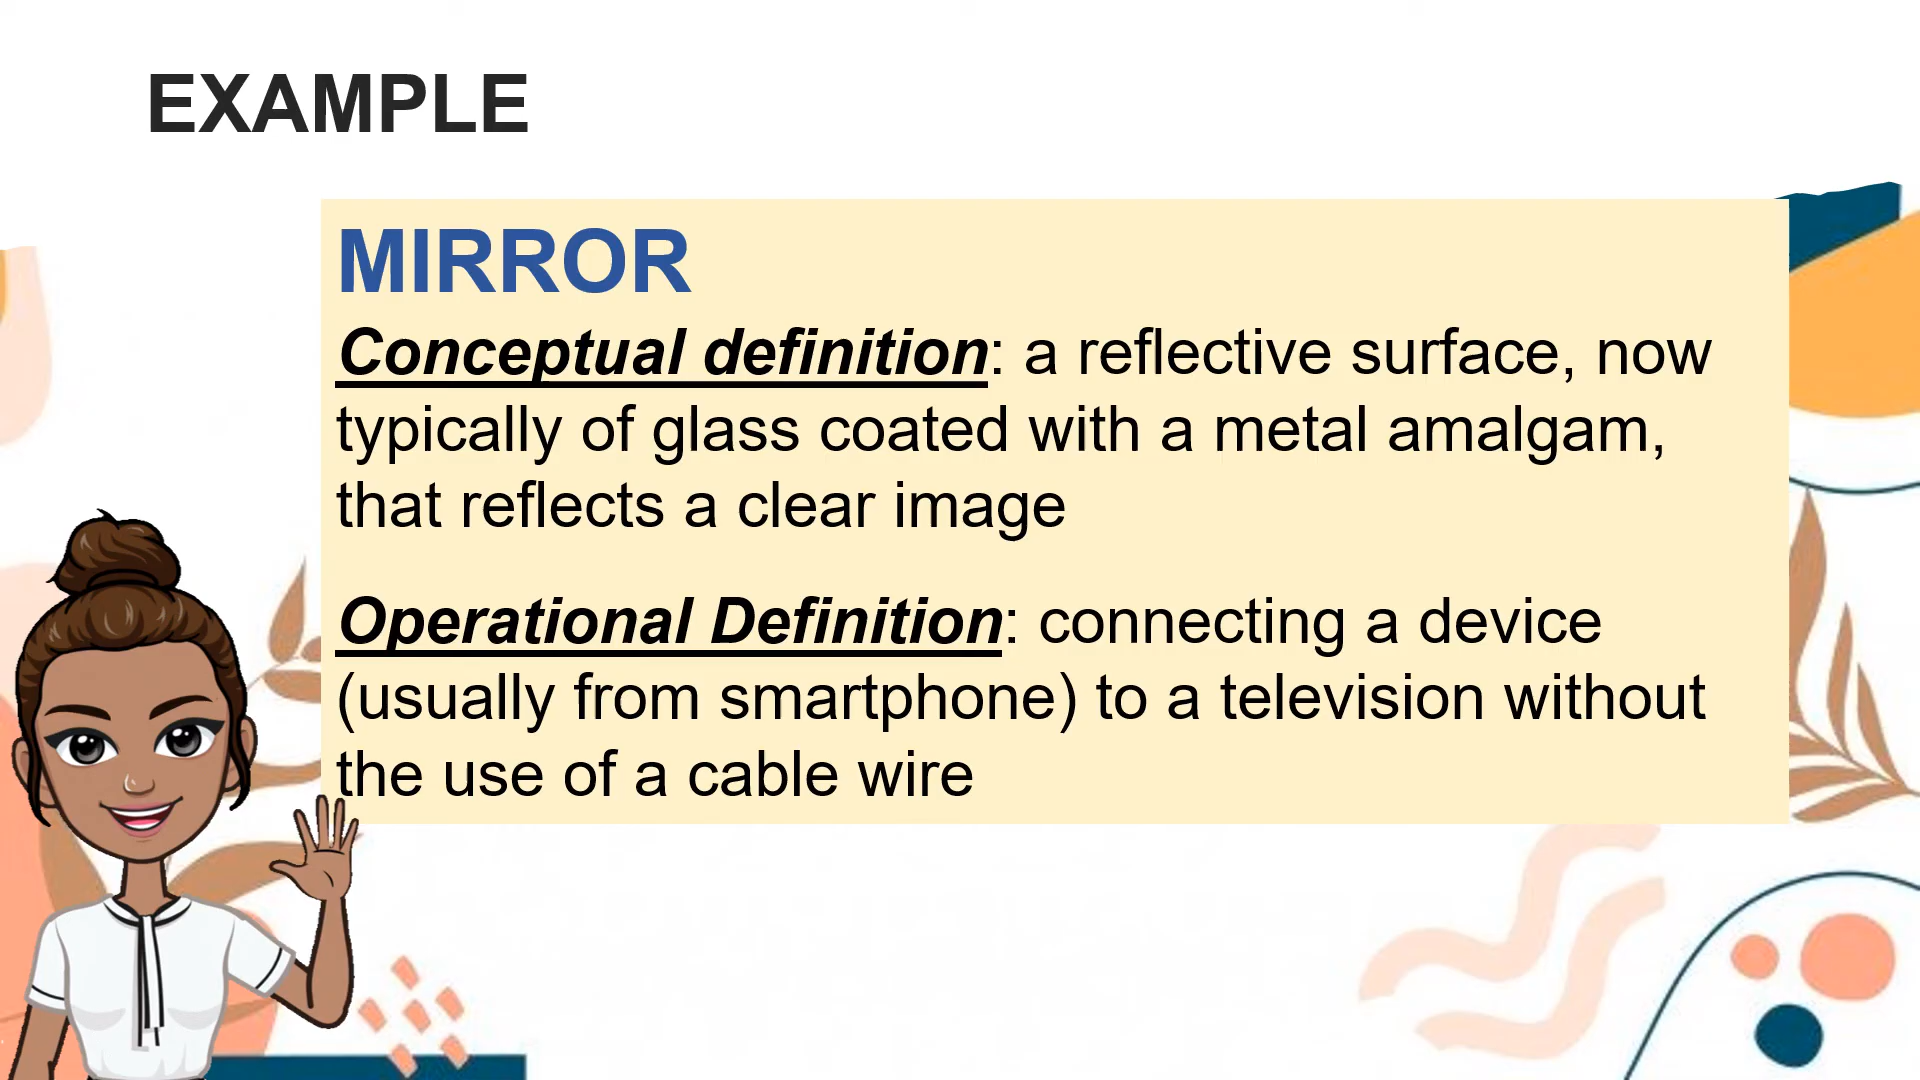 EXAMPLE
MIRROR
Conceptual definition: a reflective surface, now
typically of glass coated with a metal amalgam,
that reflects a clear image
Operational Definition: connecting a device
(usually from smartphone) to a television without
the use of a cable wire